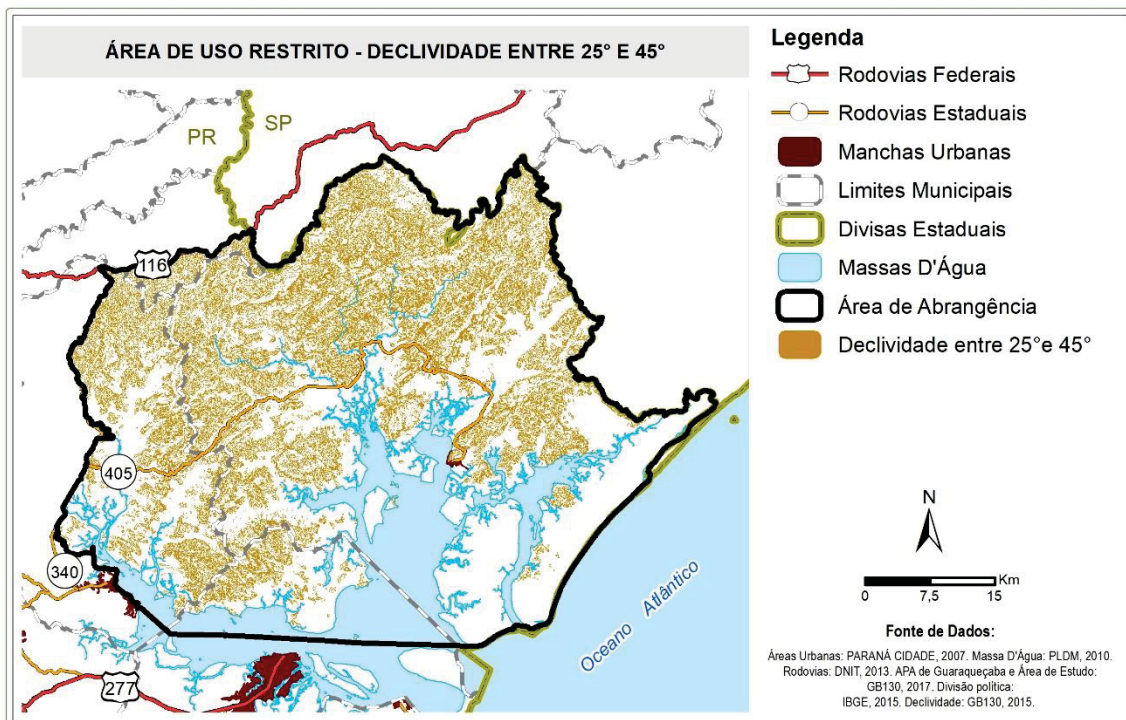 ÁREA DE USO RESTRITO - DECLIVIDADE ENTRE 25° E 45°
PR
SP
116
405
340
277
Oceano Atlântico
Legenda
Rodovias Federais
Rodovias Estaduais
Manchas Urbanas
Limites Municipais
Divisas Estaduais
Massas D'Água
Área de Abrangência
Declividade entre 25°e 45°
N
Km
0 7,5 15
Fonte de Dados:
Áreas Urbanas: PARANÁ CIDADE, 2007. Massa D'Água: PLDM, 2010.
Rodovias: DNIT, 2013. APA de Guaraqueçaba e Área de Estudo:
GB130, 2017. Divisão política:
IBGE, 2015. Declividade: GB130, 2015.